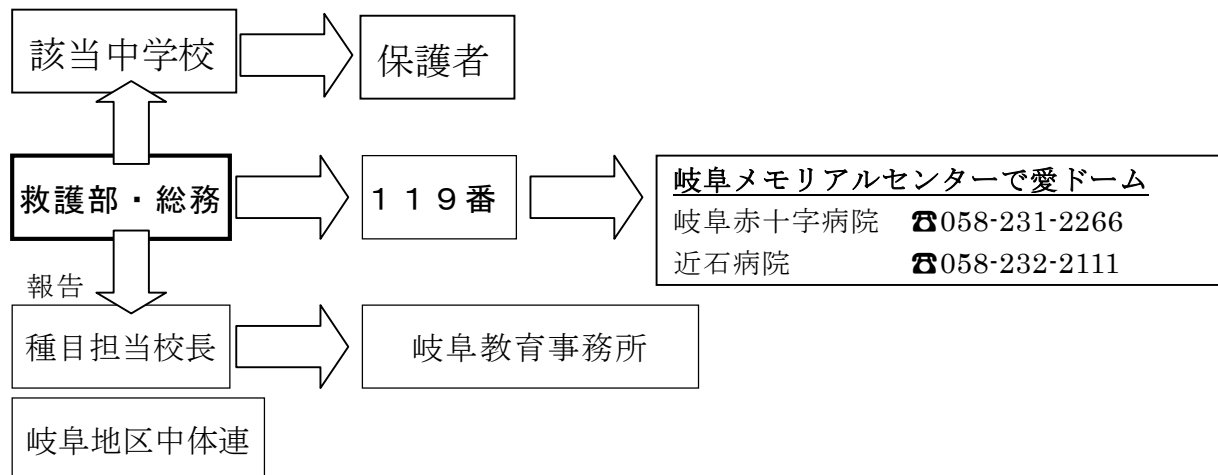 該当中学校
保護者
救護部・総務
１１９番
岐阜メモリアルセンターで愛ドーム
岐阜赤十字病院 ☎058-231-2266
近石病院 ☎058-232-2111
報告
種目担当校長
岐阜教育事務所
岐阜地区中体連